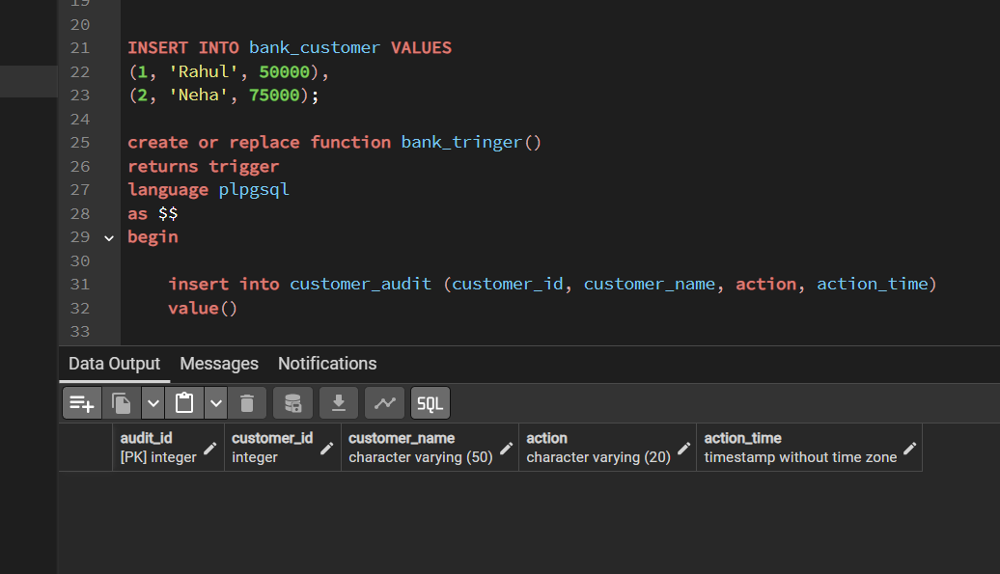 19
20
21 INSERT INTO bank_customer VALUES
22 (1, 'Rahul', 50000),
23 (2, 'Neha', 75000);
24
25 create or replace function bank_tringer()
26 returns trigger
27 language plpgsql
28 as $$
29 begin
30
31 insert into customer_audit (customer_id, customer_name, action, action_time)
32 value()
33
Data Output Messages Notifications
SQL
audit_id customer_id customer_name action action_time
[PK] integer integer character varying (50) character varying (20) timestamp without time zone